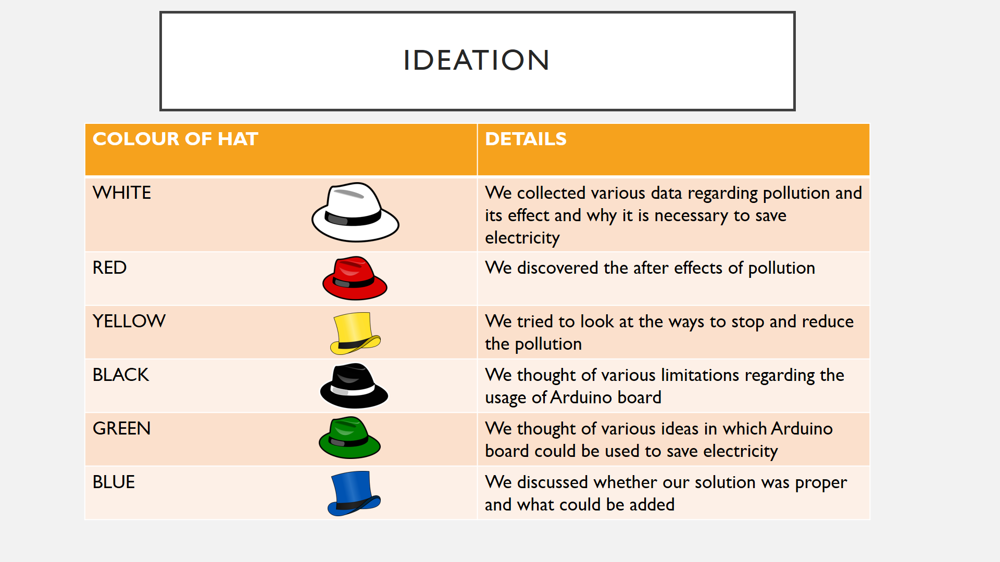 IDEATION
COLOUR OF HAT
DETAILS
WHITE
We collected various data regarding pollution and
its effect and why it is necessary to save
electricity
RED
We discovered the after effects of pollution
YELLOW
We tried to look at the ways to stop and reduce
the pollution
BLACK
We thought of various limitations regarding the
usage of Arduino board
GREEN
We thought of various ideas in which Arduino
board could be used to save electricity
BLUE
We discussed whether our solution was proper
and what could be added